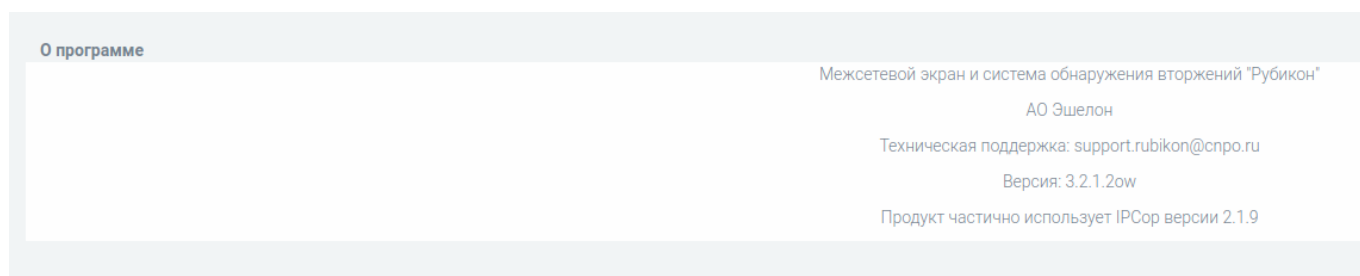 О программе
Межсетевой экран и система обнаружения вторжений "Рубикон"
АО Эшелон
Техническая поддержка: support.rubikon@cnpo.ru
Версия: 3.2.1.2ow
Продукт частично использует IPCop версии 2.1.9